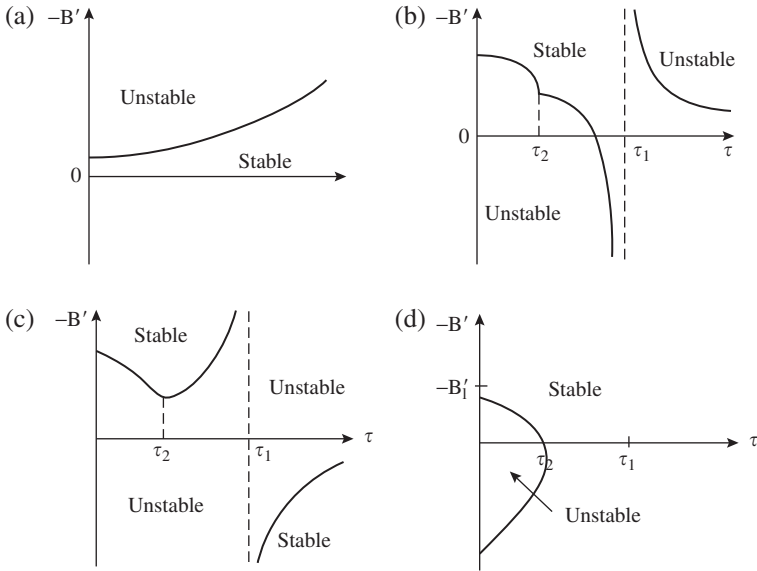 (a)
−B′
Unstable
Stable
0
(b)
−B′
Stable
Unstable
0
τ2
τ1
τ
Unstable
(c)
−B′
Stable
Unstable
τ2
τ1
τ
Unstable
Stable
(d)
−B′
−B′1
Stable
τ2
τ1
τ
Unstable